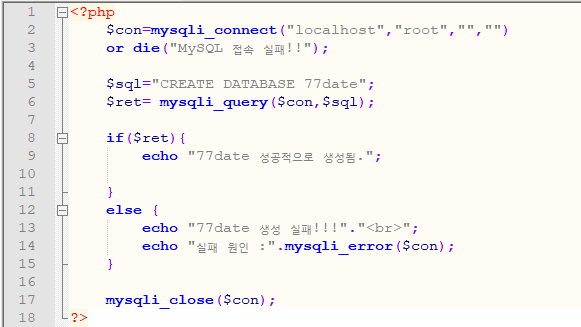 1 <?php
2 $con=mysqli_connect("localhost","root","","")
3 or die("MySQL 접속 실패!!");
4
5 $sql="CREATE DATABASE 77date";
6 $ret= mysqli_query($con,$sql);
7
8 if($ret){
9 echo "77date 성공적으로 생성됨.";
10
11 }
12 else {
13 echo "77date 생성 실패!!!"."<br>";
14 echo "실패 원인 :".mysqli_error($con);
15 }
16
17 mysqli_close($con);
18 ?>